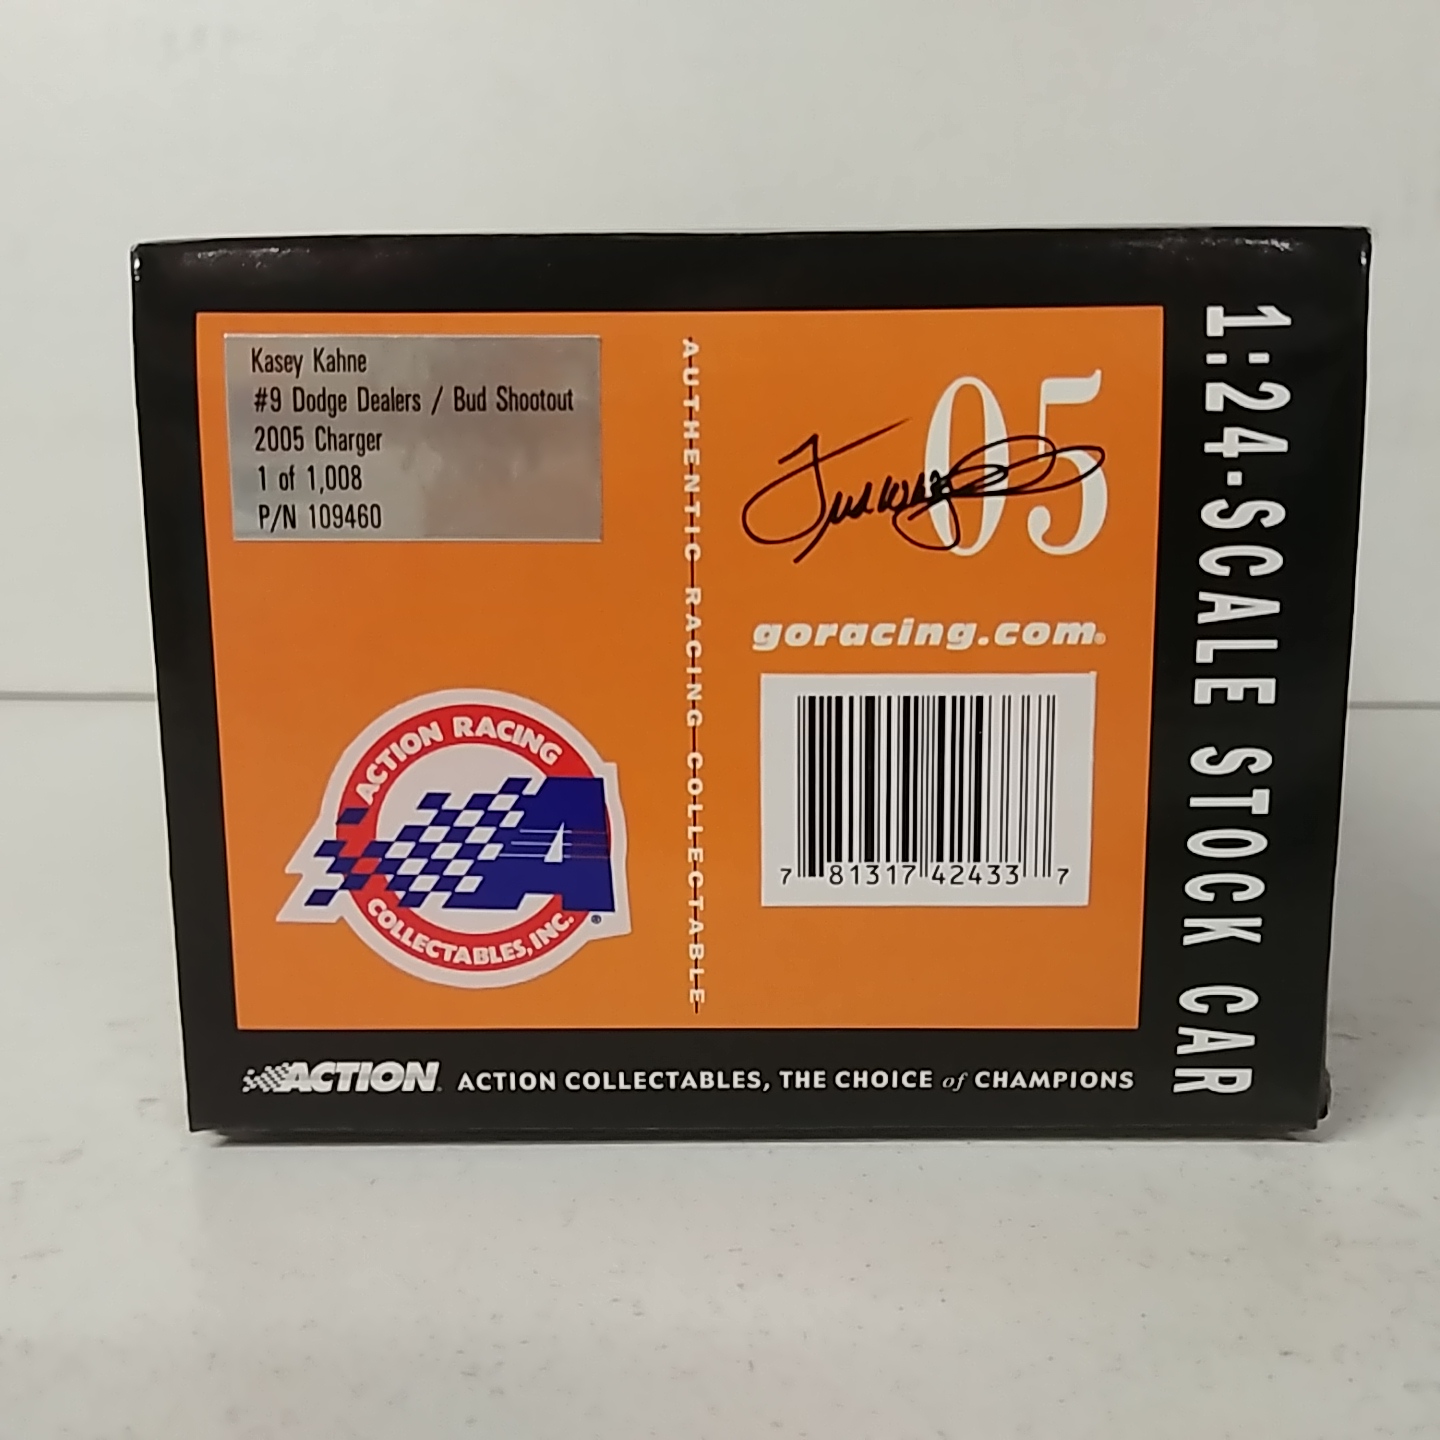 Kasey Kahne
#9 Dodge Dealers / Bud Shootout
2005 Charger
1 of 1,008
P/N 109460
AUTHENTIC RACING COLLECTABLE
05
goracing.com®
7 81317 42433 7
ACTION RACING
COLLECTABLES, INC.
A
®
ACTION
ACTION COLLECTABLES, THE CHOICE of CHAMPIONS
1:24-SCALE STOCK CAR